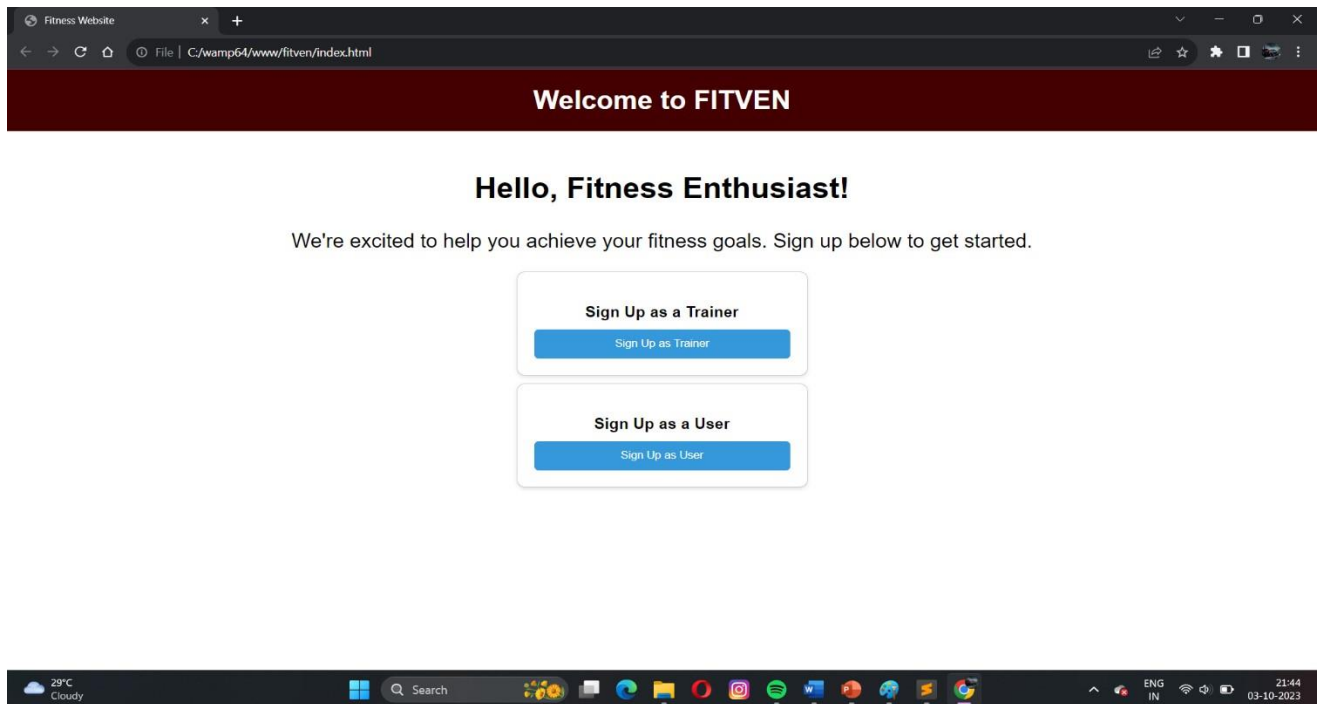 Fitness Website
File | C:/wamp64/www/fitven/index.html
Welcome to FITVEN
Hello, Fitness Enthusiast!
We're excited to help you achieve your fitness goals. Sign up below to get started.
Sign Up as a Trainer
Sign Up as Trainer
Sign Up as a User
Sign Up as User
29°C
Cloudy
Search
ENG
IN
21:44
03-10-2023